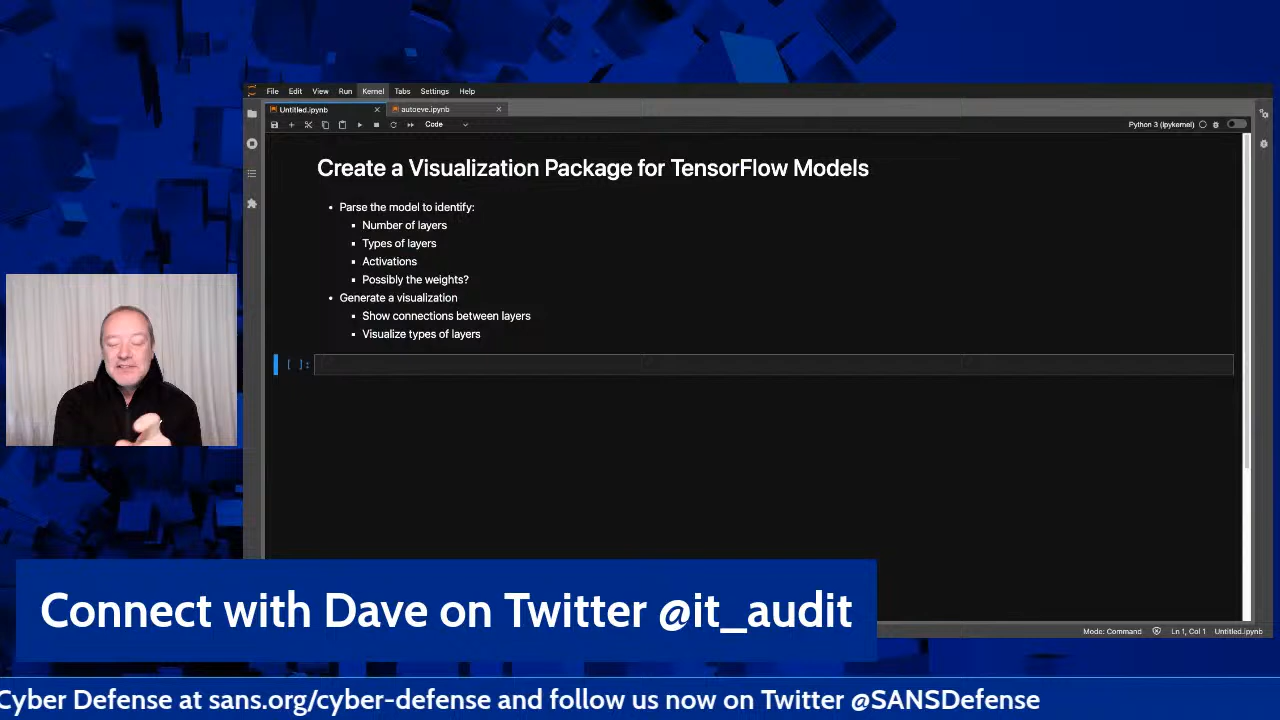 File Edit View Run Kernel Tabs Settings Help
Untitled.ipynb autoeve.ipynb
Code Python 3 (ipykernel)
Create a Visualization Package for TensorFlow Models
• Parse the model to identify:
▪ Number of layers
▪ Types of layers
▪ Activations
▪ Possibly the weights?
• Generate a visualization
▪ Show connections between layers
▪ Visualize types of layers
[ ]:
Connect with Dave on Twitter @it_audit
Mode: Command Ln 1, Col 1 Untitled.ipynb
Cyber Defense at sans.org/cyber-defense and follow us now on Twitter @SANSDefense